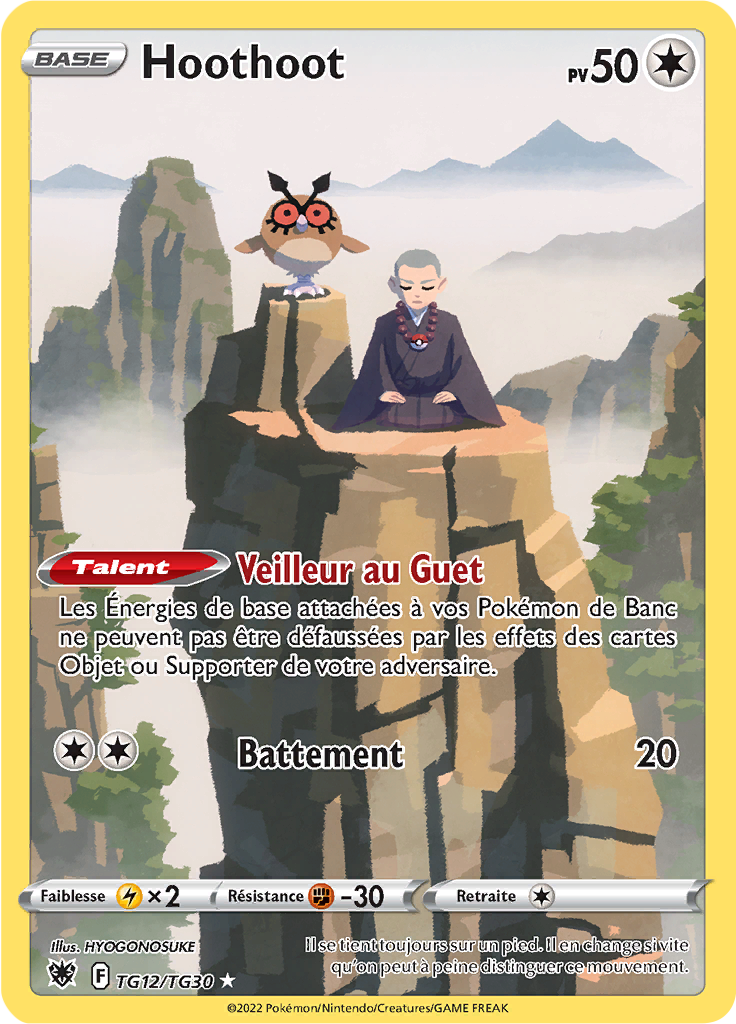 BASE Hoothoot PV 50
Talent Veilleur au Guet
Les Énergies de base attachées à vos Pokémon de Banc
ne peuvent pas être défaussées par les effets des cartes
Objet ou Supporter de votre adversaire.
Battement 20
Faiblesse ×2 Résistance -30 Retraite
Illus. HYOGONOSUKE
Il se tient toujours sur un pied. Il en change si vite
qu'on peut à peine distinguer ce mouvement.
F TG12/TG30
©2022 Pokémon/Nintendo/Creatures/GAME FREAK